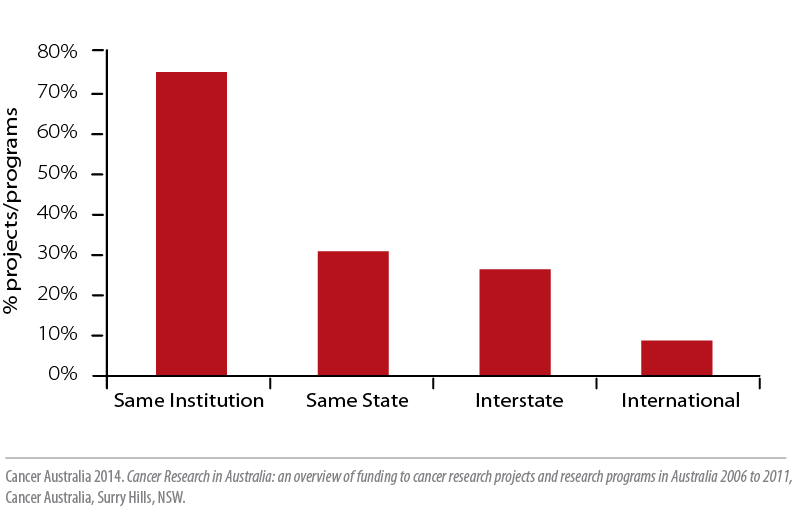 80%
70%
60%
50%
40%
30%
20%
10%
0%
% projects/programs
Same Institution
Same State
Interstate
International
Cancer Australia 2014. Cancer Research in Australia: an overview of funding to cancer research projects and research programs in Australia 2006 to 2011,
Cancer Australia, Surry Hills, NSW.